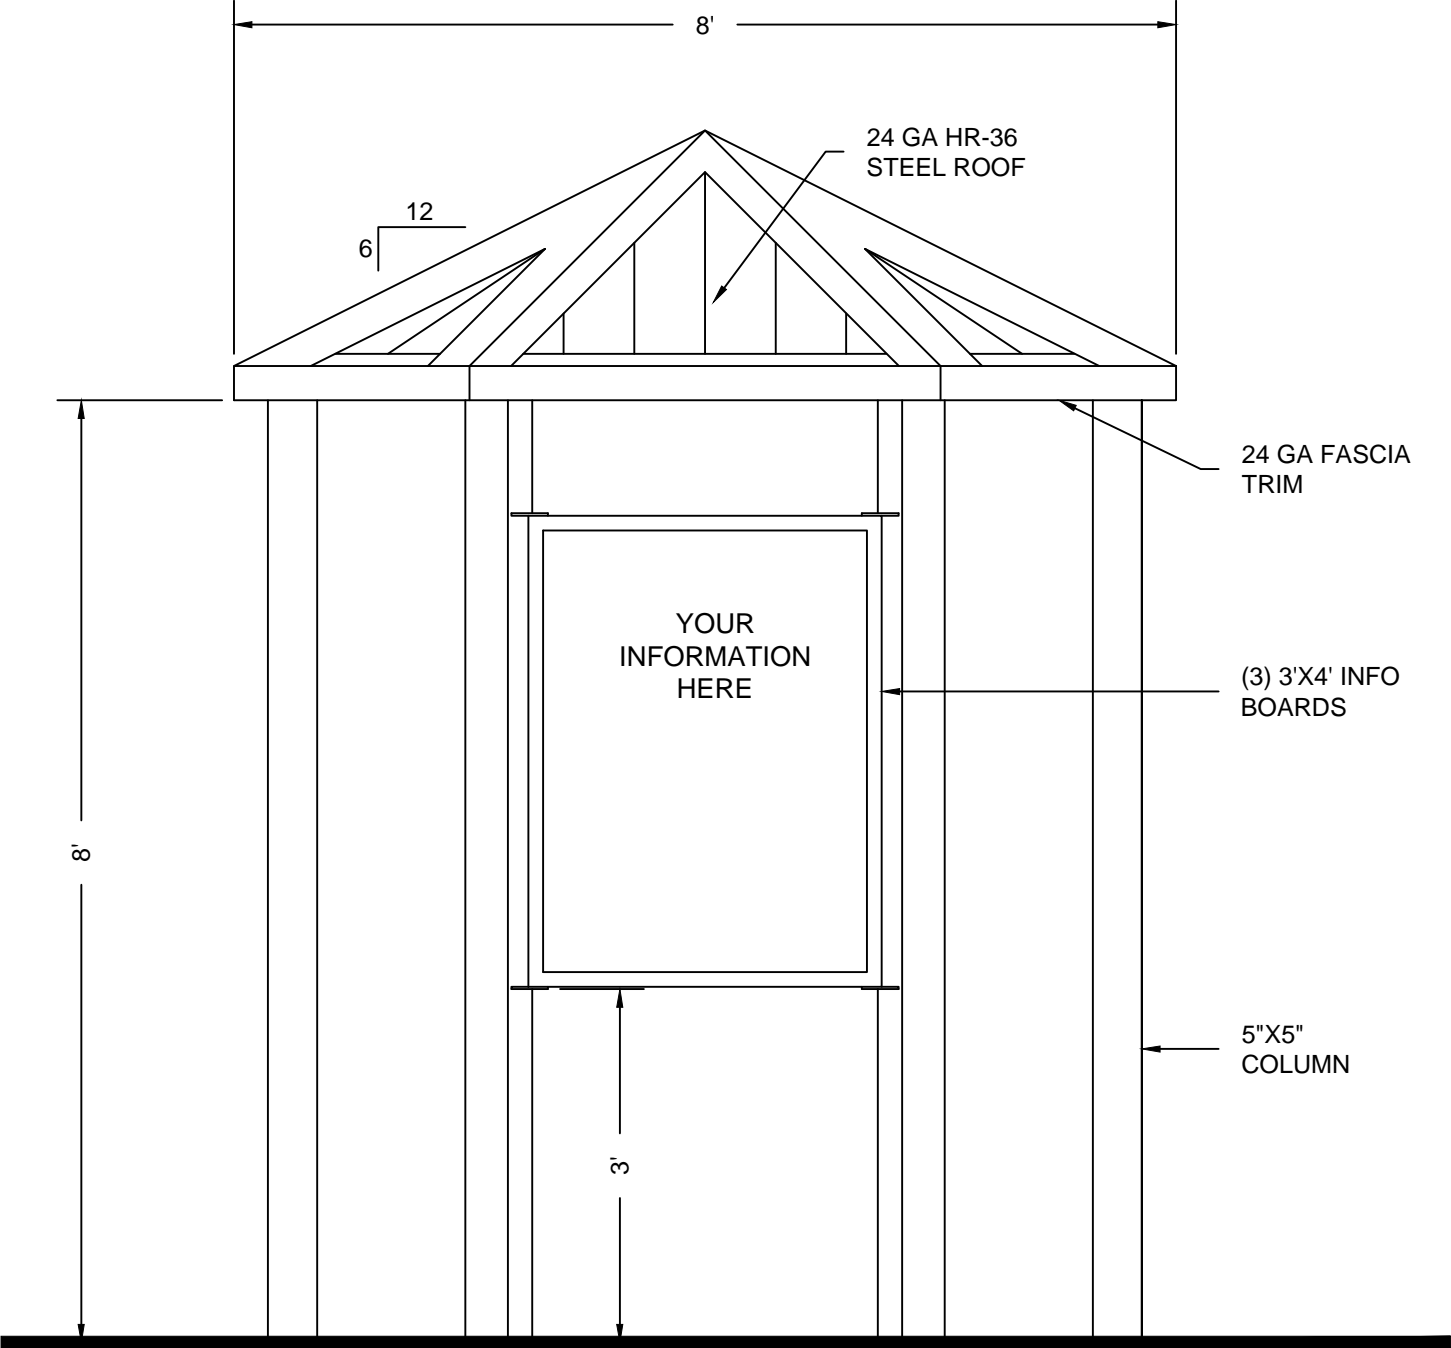 8'
24 GA HR-36
STEEL ROOF
12
6
24 GA FASCIA
TRIM
YOUR
INFORMATION
HERE
(3) 3'X4' INFO
BOARDS
8'
5"X5"
COLUMN
3'